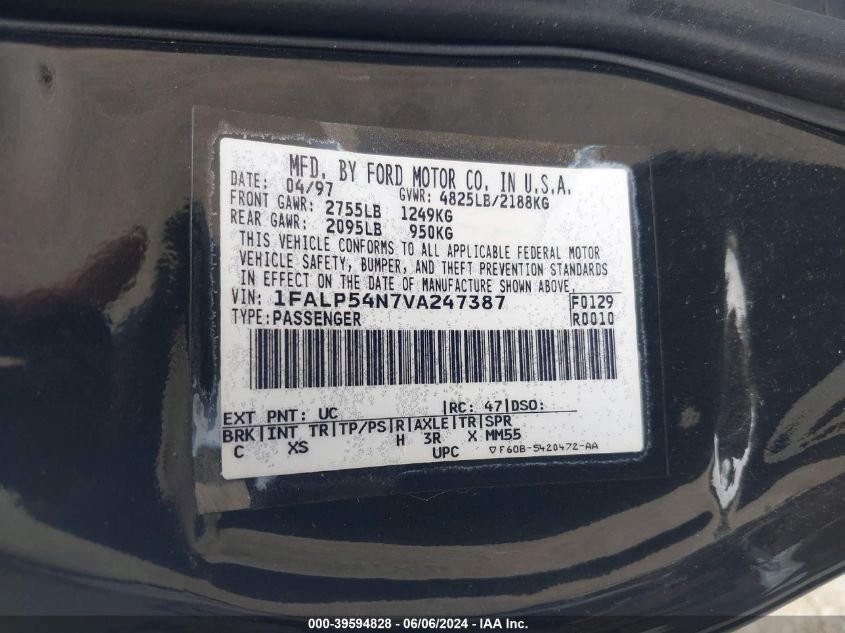 MFD. BY FORD MOTOR CO. IN U.S.A.
DATE: 04/97 GVWR: 4825LB/2188KG
FRONT GAWR: 2755LB 1249KG
REAR GAWR: 2095LB 950KG
THIS VEHICLE CONFORMS TO ALL APPLICABLE FEDERAL MOTOR
VEHICLE SAFETY, BUMPER, AND THEFT PREVENTION STANDARDS
IN EFFECT ON THE DATE OF MANUFACTURE SHOWN ABOVE.
VIN: 1FALP54N7VA247387 F0129
TYPE: PASSENGER R0010
EXT PNT: UC |RC: 47|DSO:
BRK|INT TR|TP/PS|R|AXLE|TR|SPR
C XS H 3R X MM55
UPC ▽F60B-5420472-AA
000-39594828 - 06/06/2024 - IAA Inc.